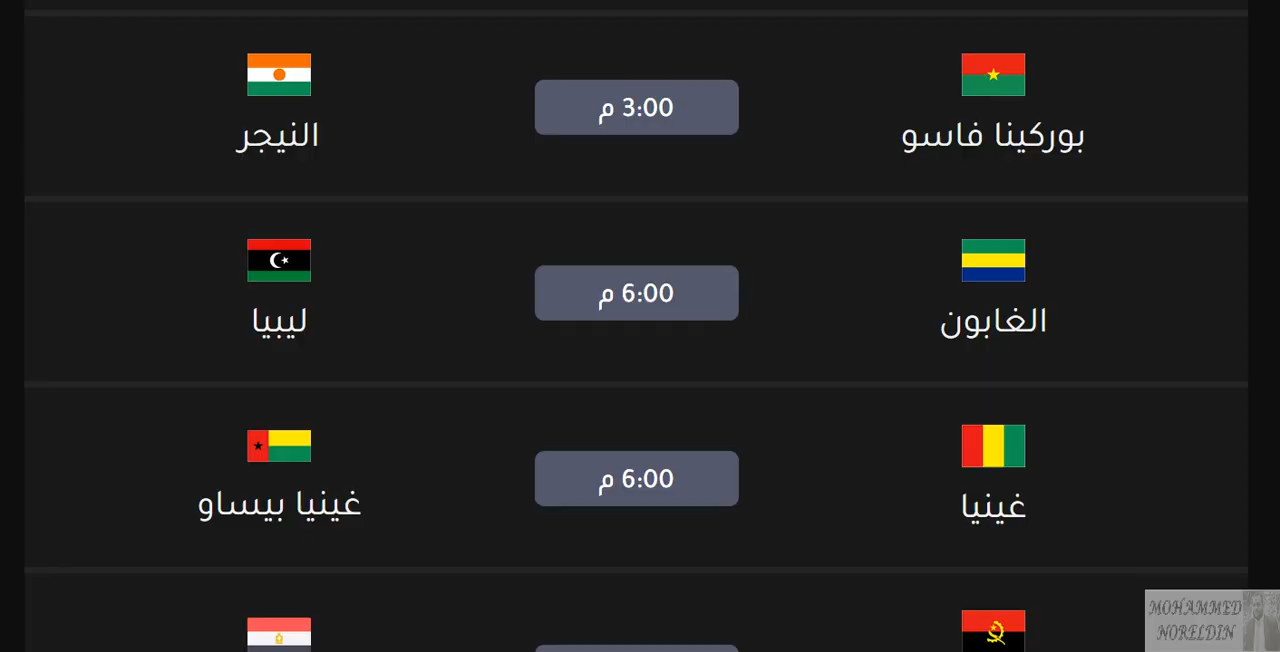 بوركينا فاسو
3:00 م
النيجر
الغابون
6:00 م
ليبيا
غينيا
6:00 م
غينيا بيساو
MOHAMMED
NORELDIN